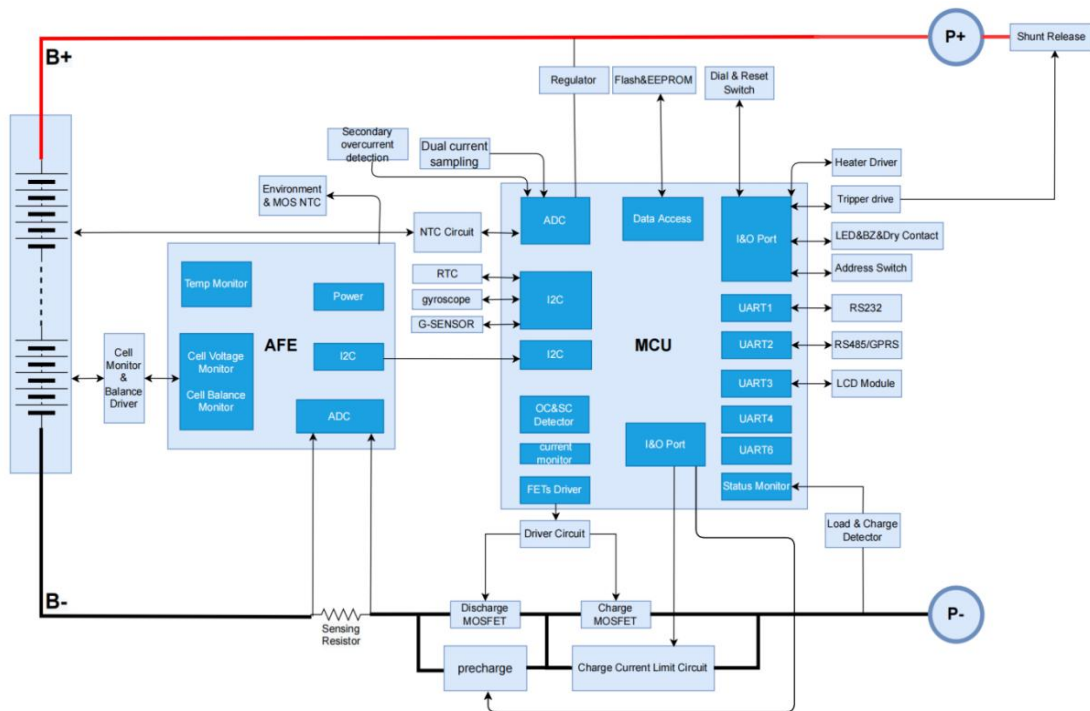 B+
P+
Shunt Release
Regulator
Flash&EEPROM
Dial & Reset
Switch
Secondary
overcurrent
detection
Dual current
sampling
Heater Driver
Environment
& MOS NTC
Tripper drive
ADC
Data Access
I&O Port
NTC Circuit
LED&BZ&Dry Contact
Address Switch
RTC
gyroscope
G-SENSOR
I2C
Temp Monitor
Power
UART1
RS232
AFE
MCU
Cell
Monitor
&
Balance
Driver
Cell Voltage
Monitor
Cell Balance
Monitor
I2C
I2C
UART2
RS485/GPRS
UART3
LCD Module
ADC
OC&SC
Detector
UART4
current
monitor
I&O Port
UART6
FETs Driver
Status Monitor
Driver Circuit
Load & Charge
Detector
B-
P-
Sensing
Resistor
Discharge
MOSFET
Charge
MOSFET
precharge
Charge Current Limit Circuit